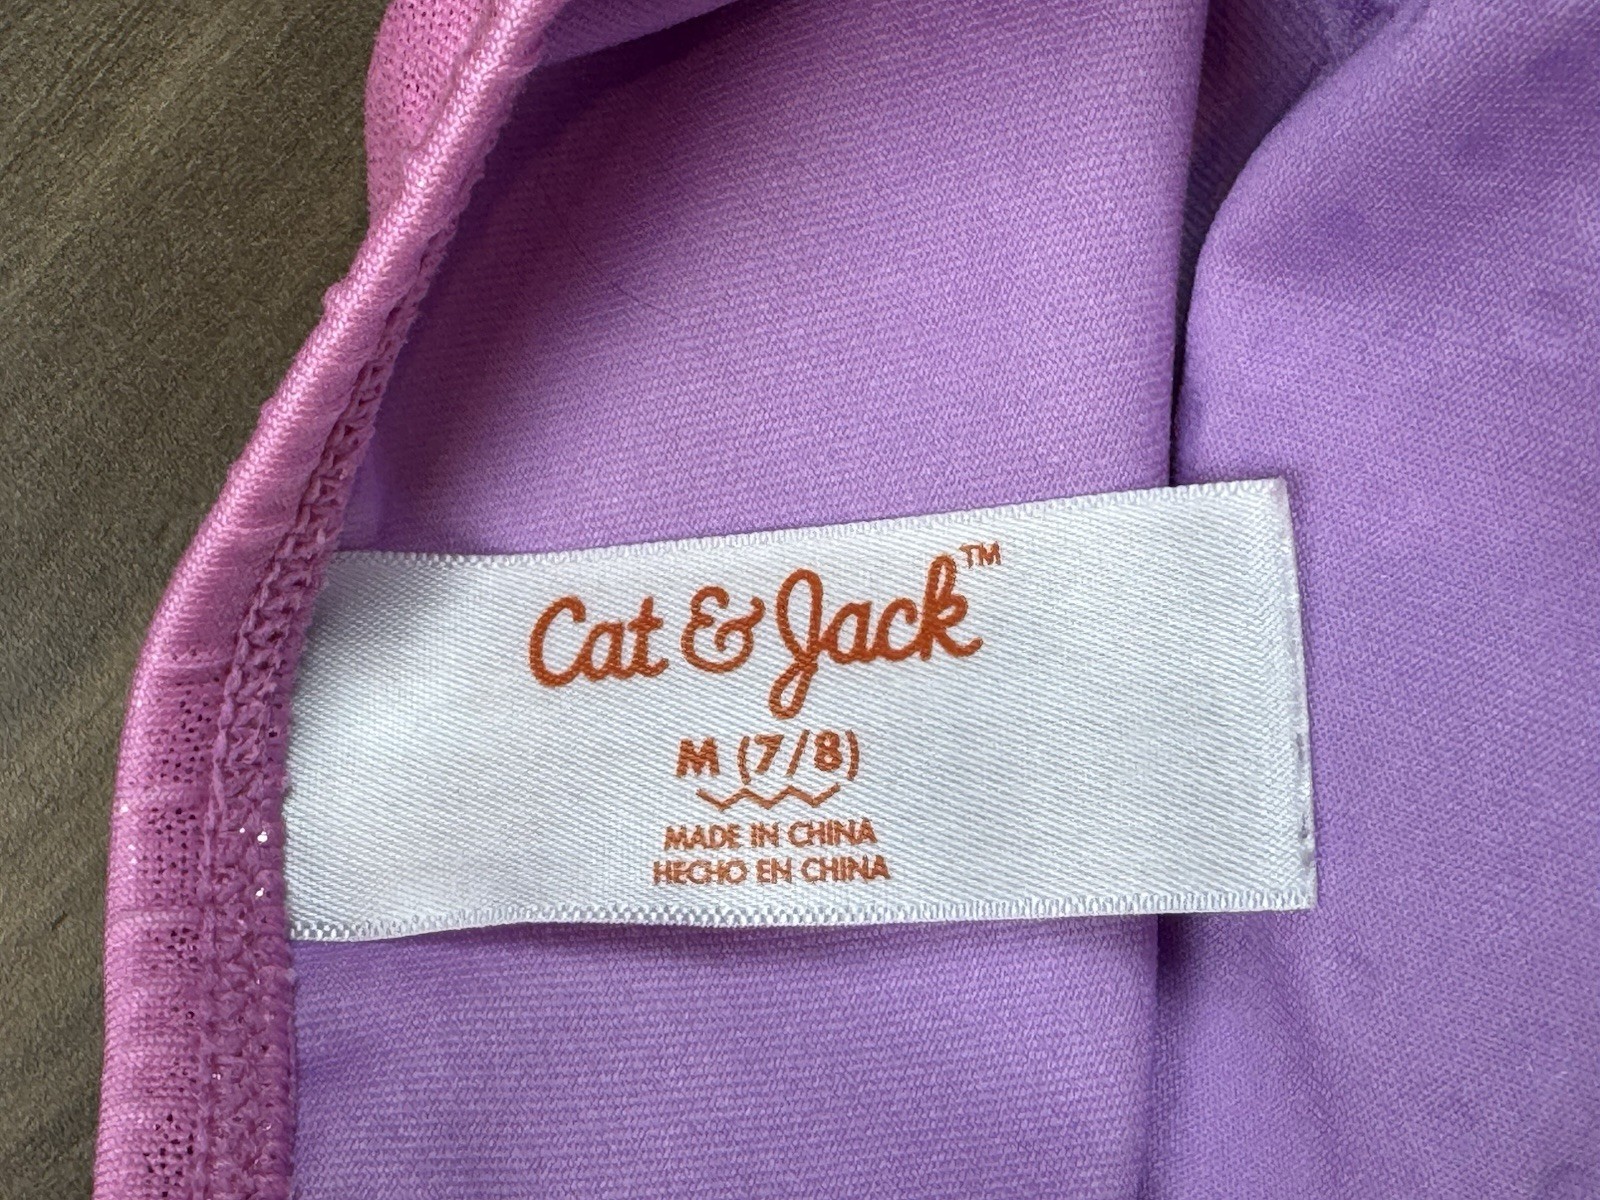 Cat & Jack™
M (7/8)
MADE IN CHINA
HECHO EN CHINA